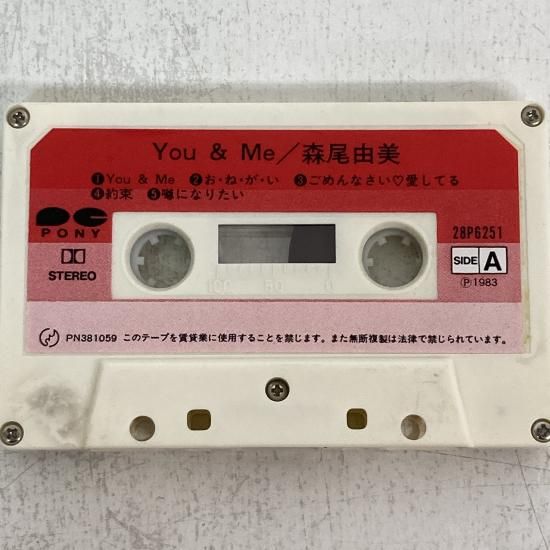 You & Me／森尾由美
❶You & Me ❷お・ね・が・い ❸ごめんなさい♡愛してる
❹約束 ❺噂になりたい
PONY
28P6251
STEREO
SIDE A
Ⓟ1983
100 50 0
PN381059 このテープを賃貸業に使用することを禁じます。また無断複製は法律で禁じられています。